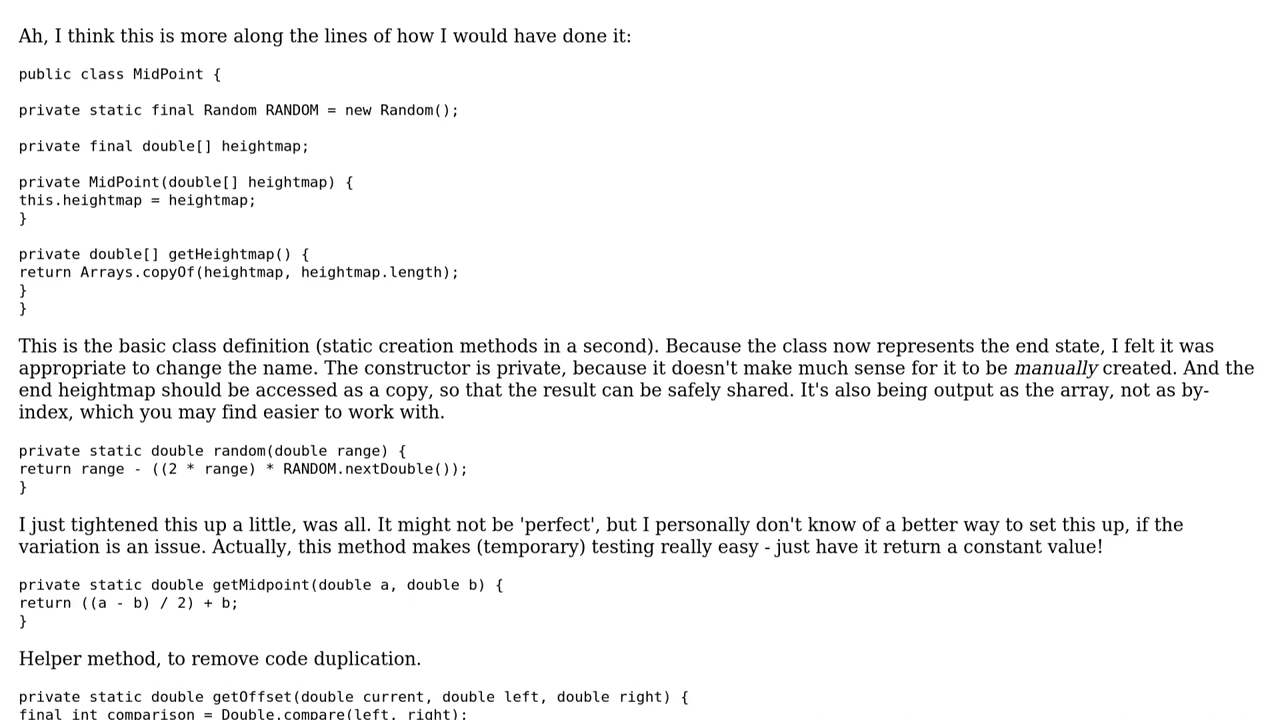 Ah, I think this is more along the lines of how I would have done it:
public class MidPoint {
private static final Random RANDOM = new Random();
private final double[] heightmap;
private MidPoint(double[] heightmap) {
this.heightmap = heightmap;
}
private double[] getHeightmap() {
return Arrays.copyOf(heightmap, heightmap.length);
}
}
This is the basic class definition (static creation methods in a second). Because the class now represents the end state, I felt it was
appropriate to change the name. The constructor is private, because it doesn't make much sense for it to be manually created. And the
end heightmap should be accessed as a copy, so that the result can be safely shared. It's also being output as the array, not as by-
index, which you may find easier to work with.
private static double random(double range) {
return range - ((2 * range) * RANDOM.nextDouble());
}
I just tightened this up a little, was all. It might not be 'perfect', but I personally don't know of a better way to set this up, if the
variation is an issue. Actually, this method makes (temporary) testing really easy - just have it return a constant value!
private static double getMidpoint(double a, double b) {
return ((a - b) / 2) + b;
}
Helper method, to remove code duplication.
private static double getOffset(double current, double left, double right) {
final int comparison = Double.compare(left, right);